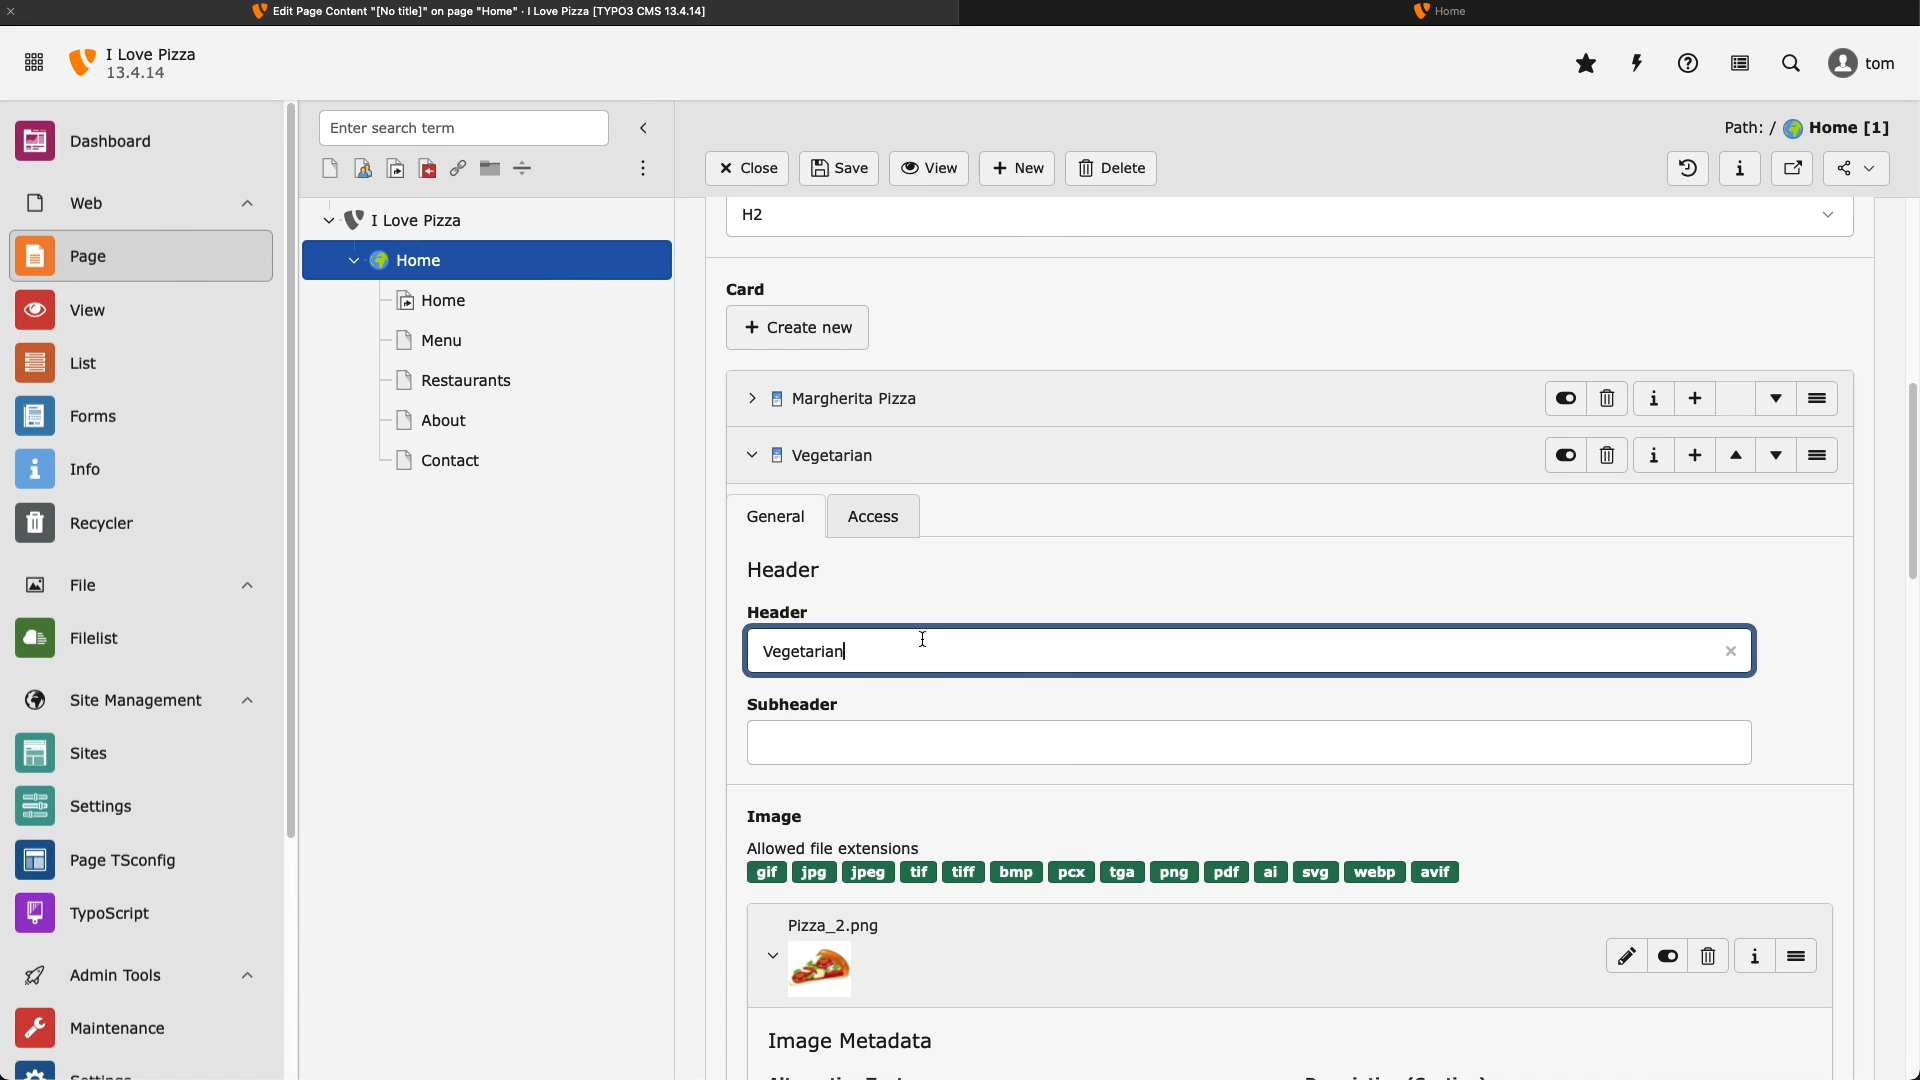 Edit Page Content "[No title]" on page "Home" · I Love Pizza [TYPO3 CMS 13.4.14]
Home
I Love Pizza
13.4.14
tom
Dashboard
Web
Page
View
List
Forms
Info
Recycler
File
Filelist
Site Management
Sites
Settings
Page TSconfig
TypoScript
Admin Tools
Maintenance
Settings
Enter search term
I Love Pizza
Home
Home
Menu
Restaurants
About
Contact
Path: / Home [1]
Close Save View New Delete
H2
Card
Create new
Margherita Pizza
Vegetarian
General Access
Header
Header
Vegetarian
Subheader
Image
Allowed file extensions
gif jpg jpeg tif tiff bmp pcx tga png pdf ai svg webp avif
Pizza_2.png
Image Metadata